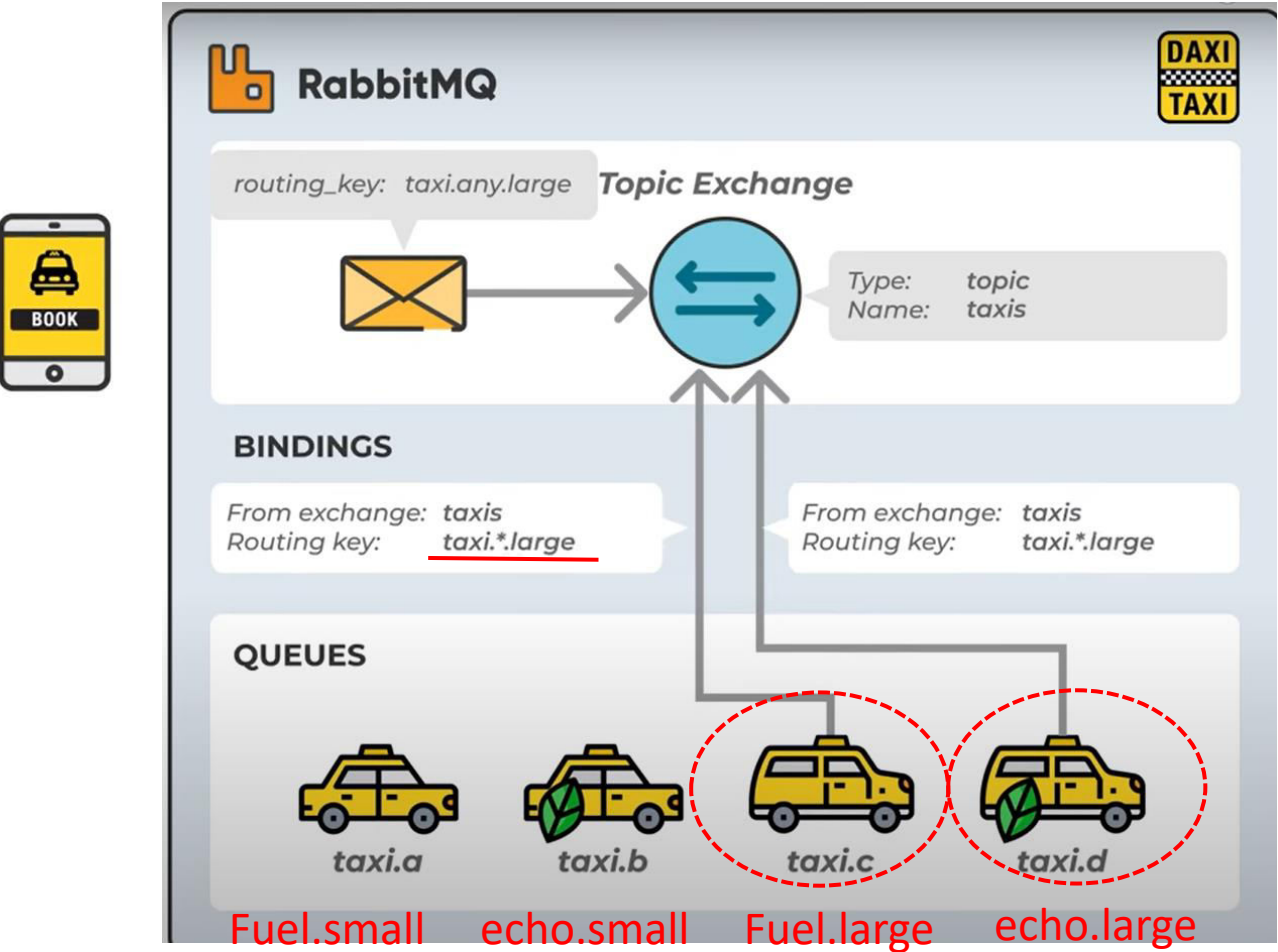 RabbitMQ
DAXI
TAXI
routing_key: taxi.any.large
Topic Exchange
Type: topic
Name: taxis
BOOK
BINDINGS
From exchange: taxis
Routing key: taxi.*.large
From exchange: taxis
Routing key: taxi.*.large
QUEUES
taxi.a
taxi.b
taxi.c
taxi.d
Fuel.small
echo.small
Fuel.large
echo.large